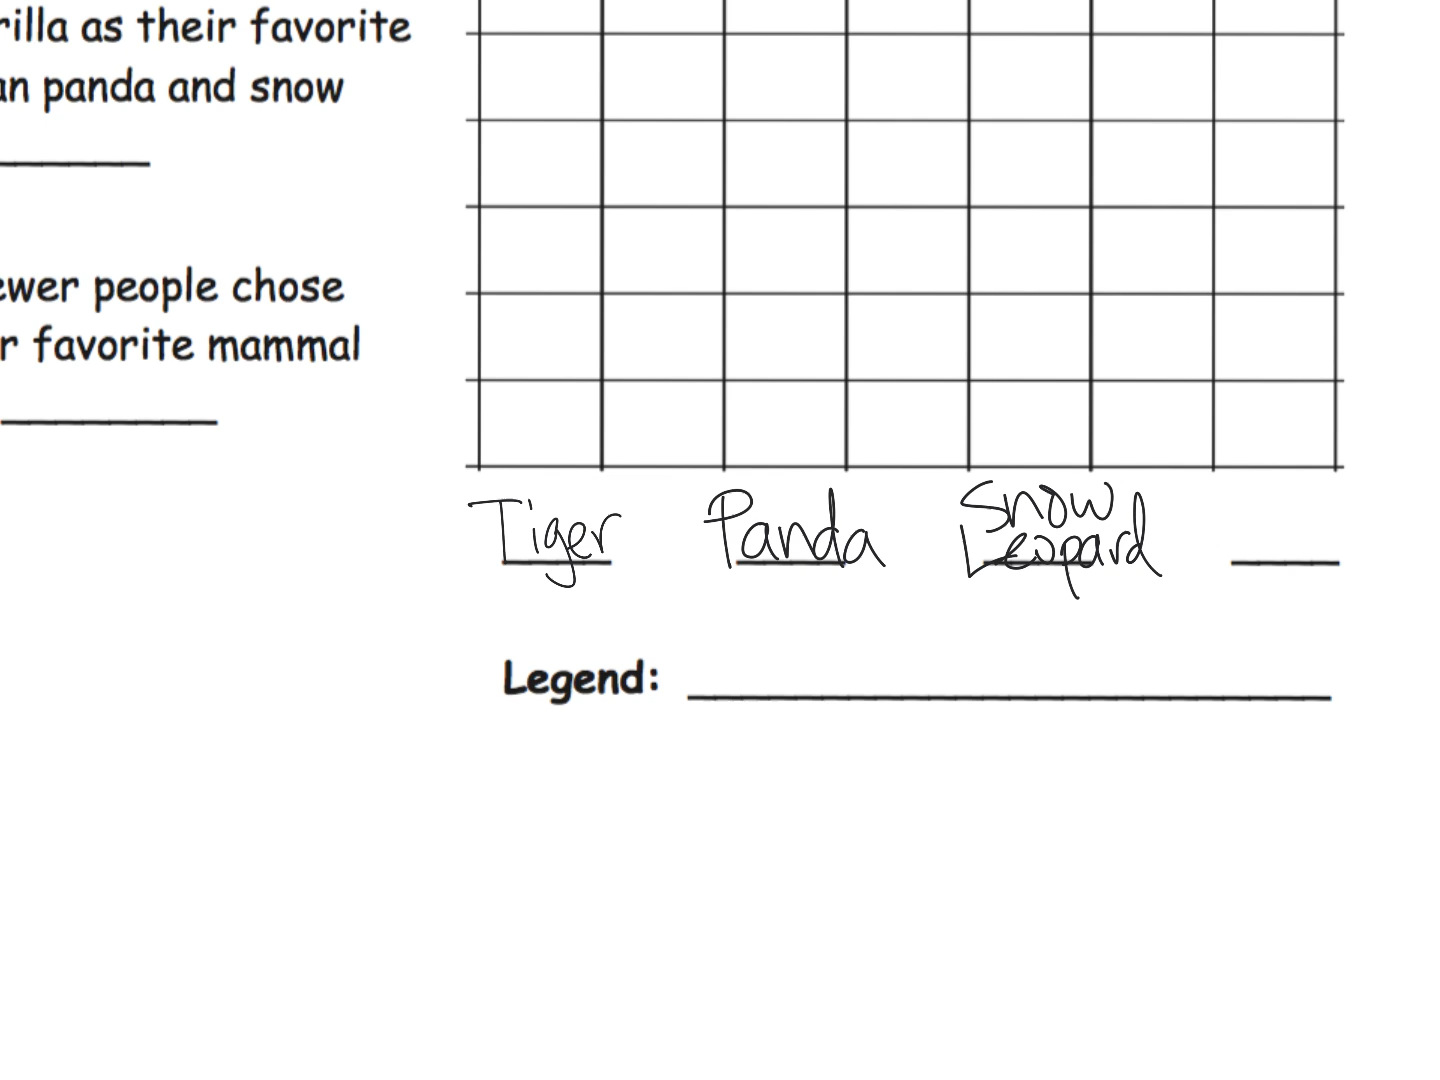 rilla as their favorite
an panda and snow
ewer people chose
r favorite mammal
Tiger Panda Snow Leopard
Legend: